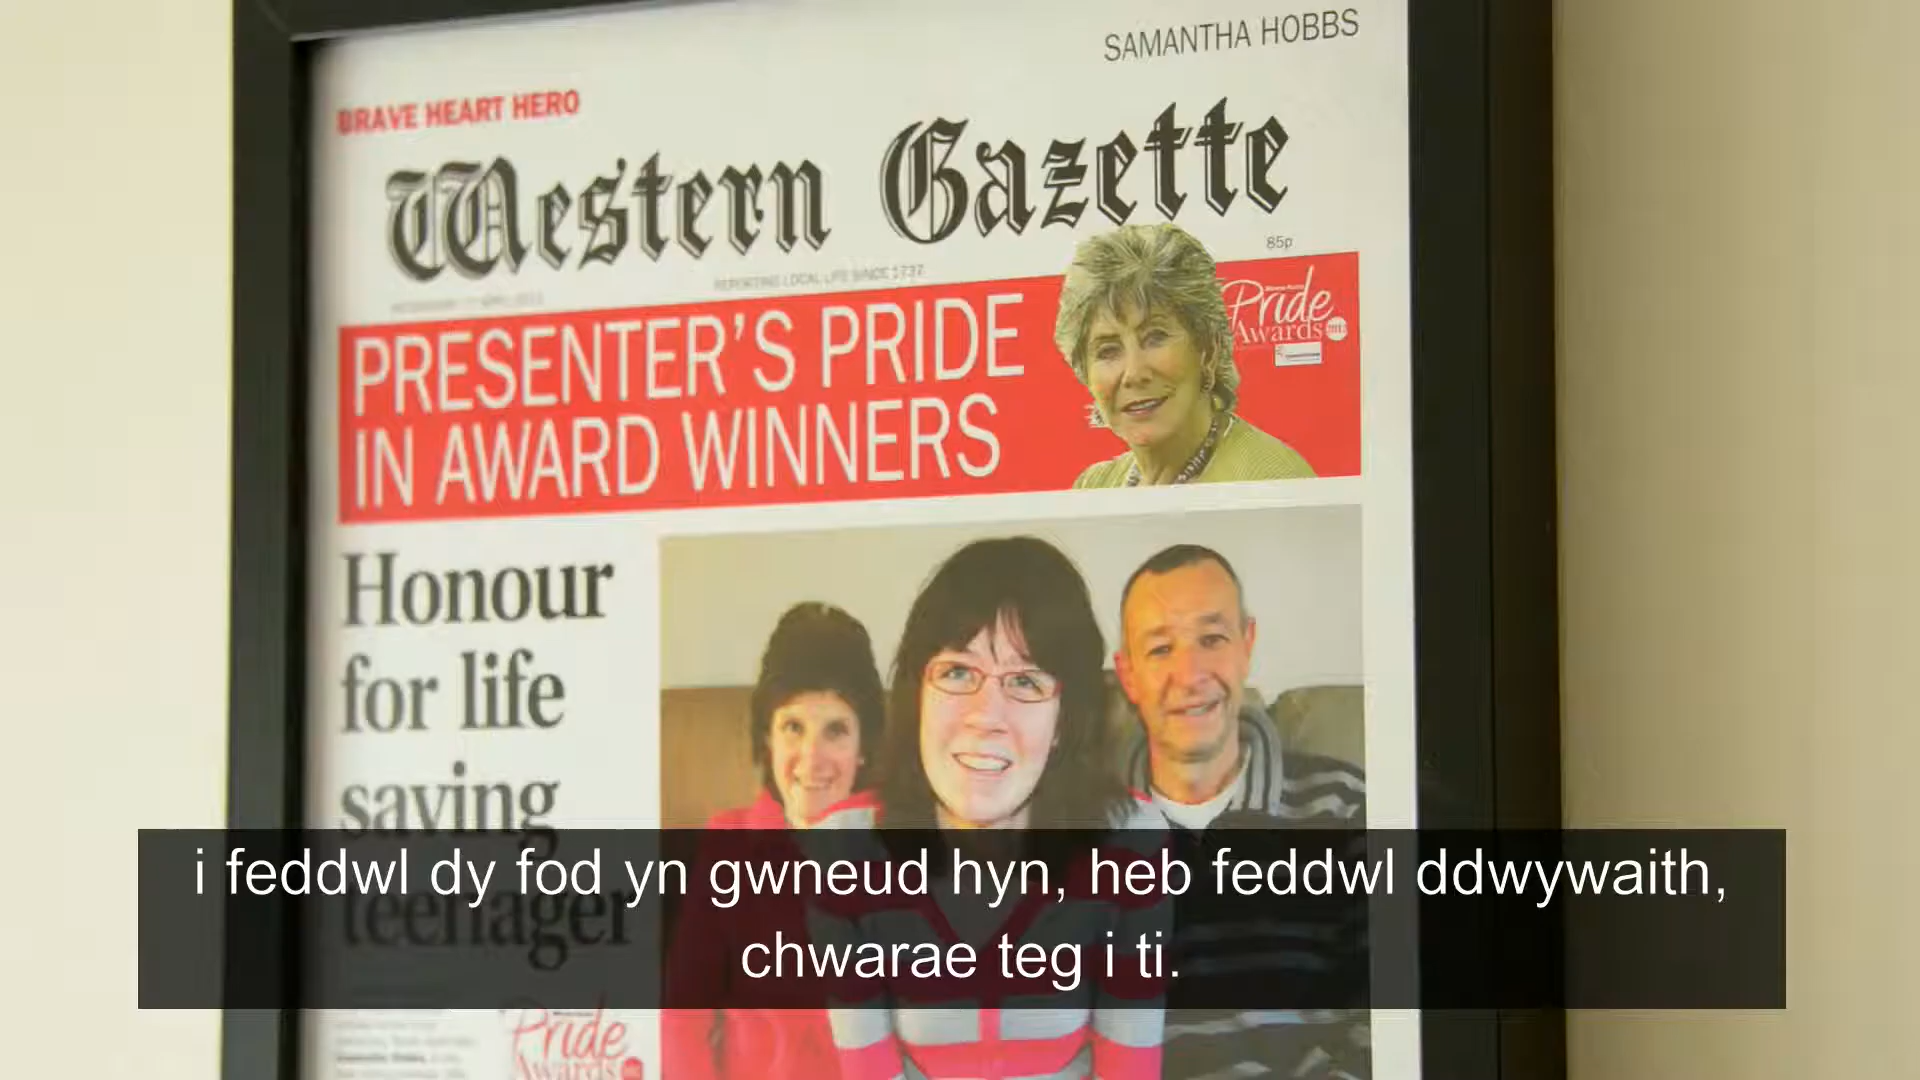 SAMANTHA HOBBS
BRAVE HEART HERO
Western Gazette
85p
REPORTING LOCAL LIFE SINCE 1737
PRESENTER'S PRIDE
IN AWARD WINNERS
Pride
Awards
Honour
for life
saving
teenager
i feddwl dy fod yn gwneud hyn, heb feddwl ddwywaith,
chwarae teg i ti.
Pride
Awards